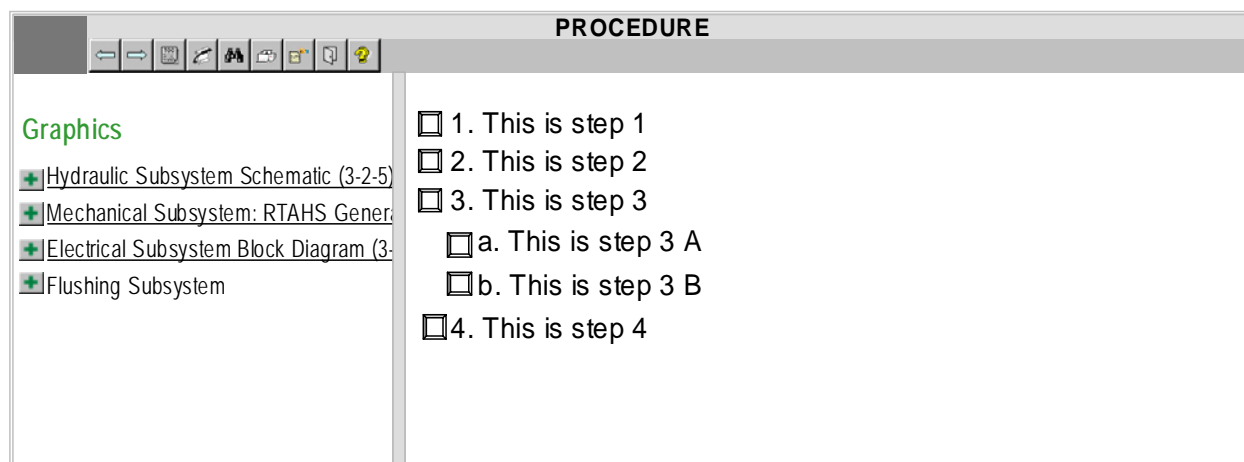 PROCEDURE
Graphics
Hydraulic Subsystem Schematic (3-2-5)
Mechanical Subsystem: RTAHS Genera
Electrical Subsystem Block Diagram (3-
Flushing Subsystem
1. This is step 1
2. This is step 2
3. This is step 3
a. This is step 3 A
b. This is step 3 B
4. This is step 4